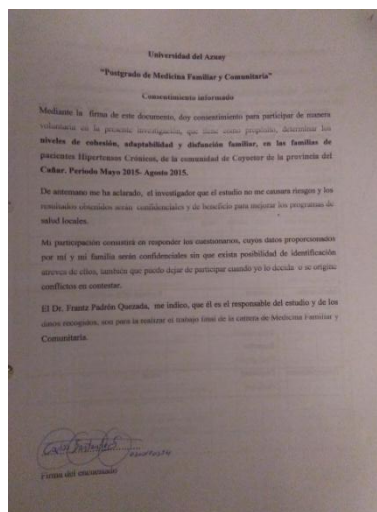 Universidad del Azuay
“Postgrado de Medicina Familiar y Comunitaria”
Consentimiento informado
Mediante la firma de este documento, doy consentimiento para participar de manera
voluntaria en la presente investigación, que tiene como propósito, determinar los
niveles de cohesión, adaptabilidad y disfunción familiar, en las familias de
pacientes Hipertensos Crónicos, de la comunidad de Cuyoctor de la provincia del
Cañar. Periodo Mayo 2015- Agosto 2015.
De antemano me ha aclarado, el investigador que el estudio no me causara riesgos y los
resultados obtenidos serán confidenciales y de beneficio para mejorar los programas de
salud locales.
Mi participación consistirá en responder los cuestionarios, cuyos datos proporcionados
por mí y mi familia serán confidenciales sin que exista posibilidad de identificación
atreves de ellos, también que puedo dejar de participar cuando yo lo decida o se origine
conflictos en contestar.
El Dr. Frantz Padrón Quezada, me indico, que él es el responsable del estudio y de los
datos recogidos, son para la realizar el trabajo final de la carrera de Medicina Familiar y
Comunitaria.
Firma del encuestado